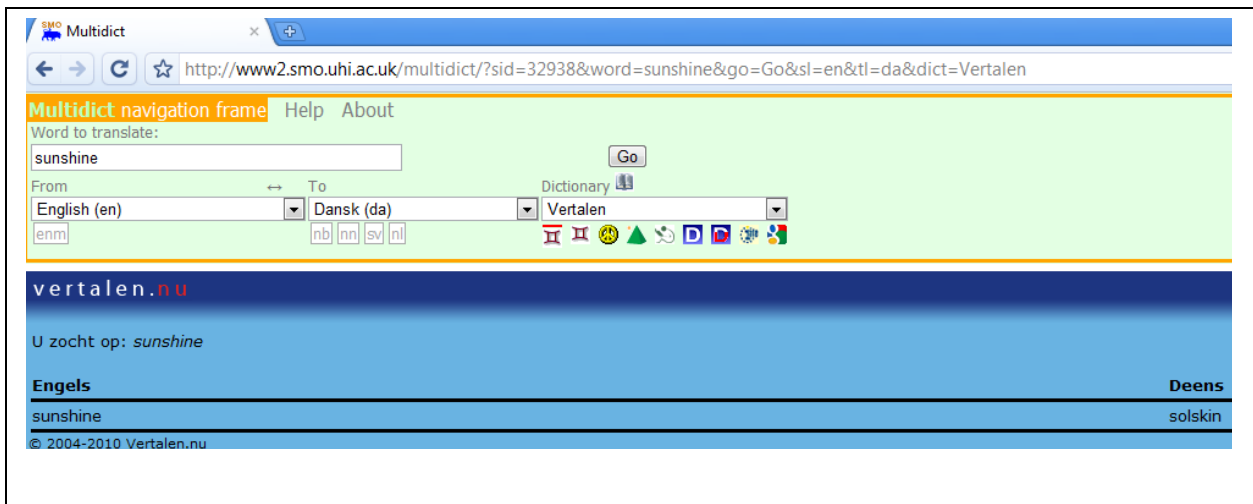 SMO Multidict
http://www2.smo.uhi.ac.uk/multidict/?sid=32938&word=sunshine&go=Go&sl=en&tl=da&dict=Vertalen
Multidict navigation frame Help About
Word to translate:
sunshine Go
From ↔ To Dictionary
English (en) Dansk (da) Vertalen
enm nb nn sv nl D D
vertalen.nu
U zocht op: sunshine
Engels Deens
sunshine solskin
© 2004-2010 Vertalen.nu